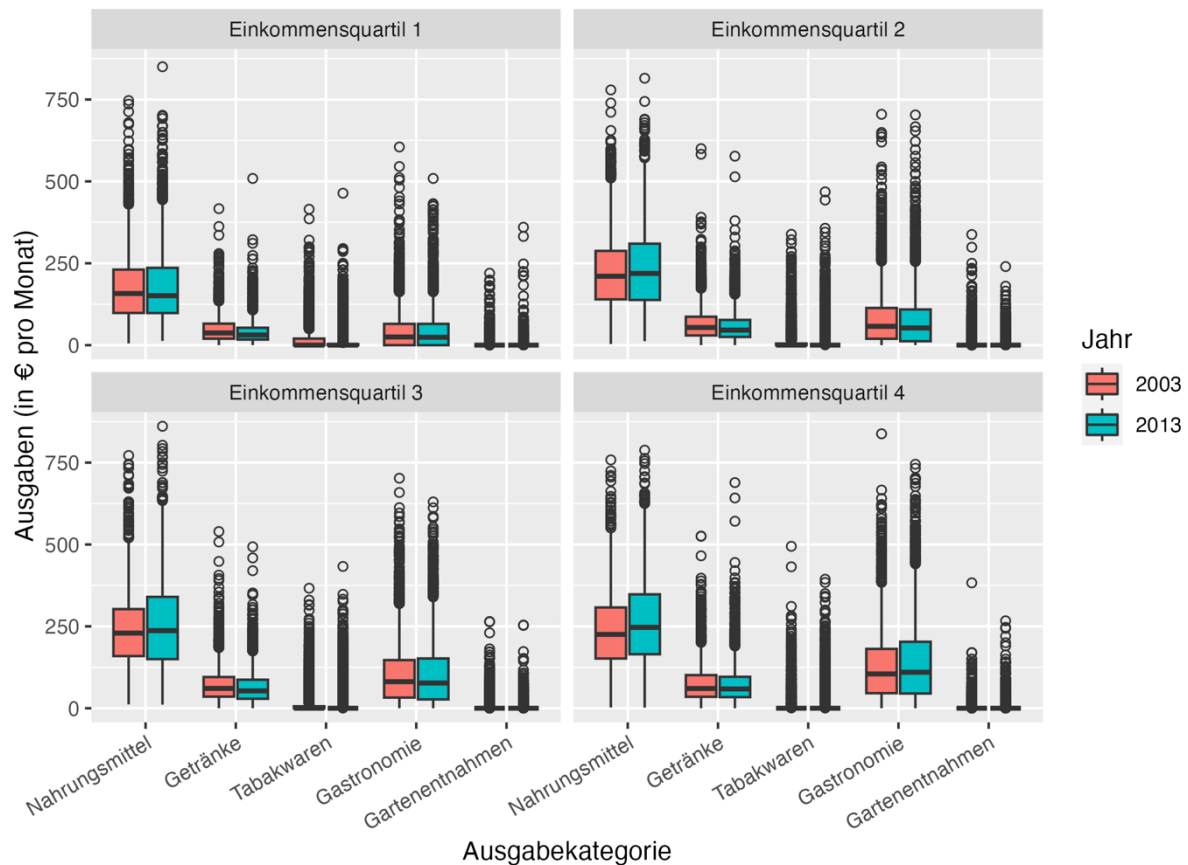 Einkommensquartil 1
Einkommensquartil 2
750
500
250
0
Einkommensquartil 3
Einkommensquartil 4
750
500
250
0
Ausgaben (in € pro Monat)
Nahrungsmittel
Getränke
Tabakwaren
Gastronomie
Gartenentnahmen
Nahrungsmittel
Getränke
Tabakwaren
Gastronomie
Gartenentnahmen
Ausgabekategorie
Jahr
2003
2013